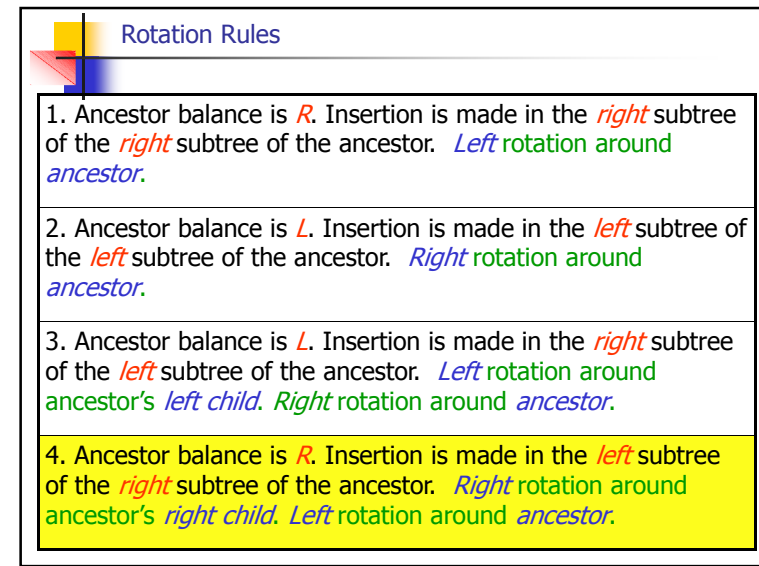 Rotation Rules
1. Ancestor balance is R. Insertion is made in the right subtree
of the right subtree of the ancestor. Left rotation around
ancestor.
2. Ancestor balance is L. Insertion is made in the left subtree of
the left subtree of the ancestor. Right rotation around
ancestor.
3. Ancestor balance is L. Insertion is made in the right subtree
of the left subtree of the ancestor. Left rotation around
ancestor’s left child. Right rotation around ancestor.
4. Ancestor balance is R. Insertion is made in the left subtree
of the right subtree of the ancestor. Right rotation around
ancestor’s right child. Left rotation around ancestor.